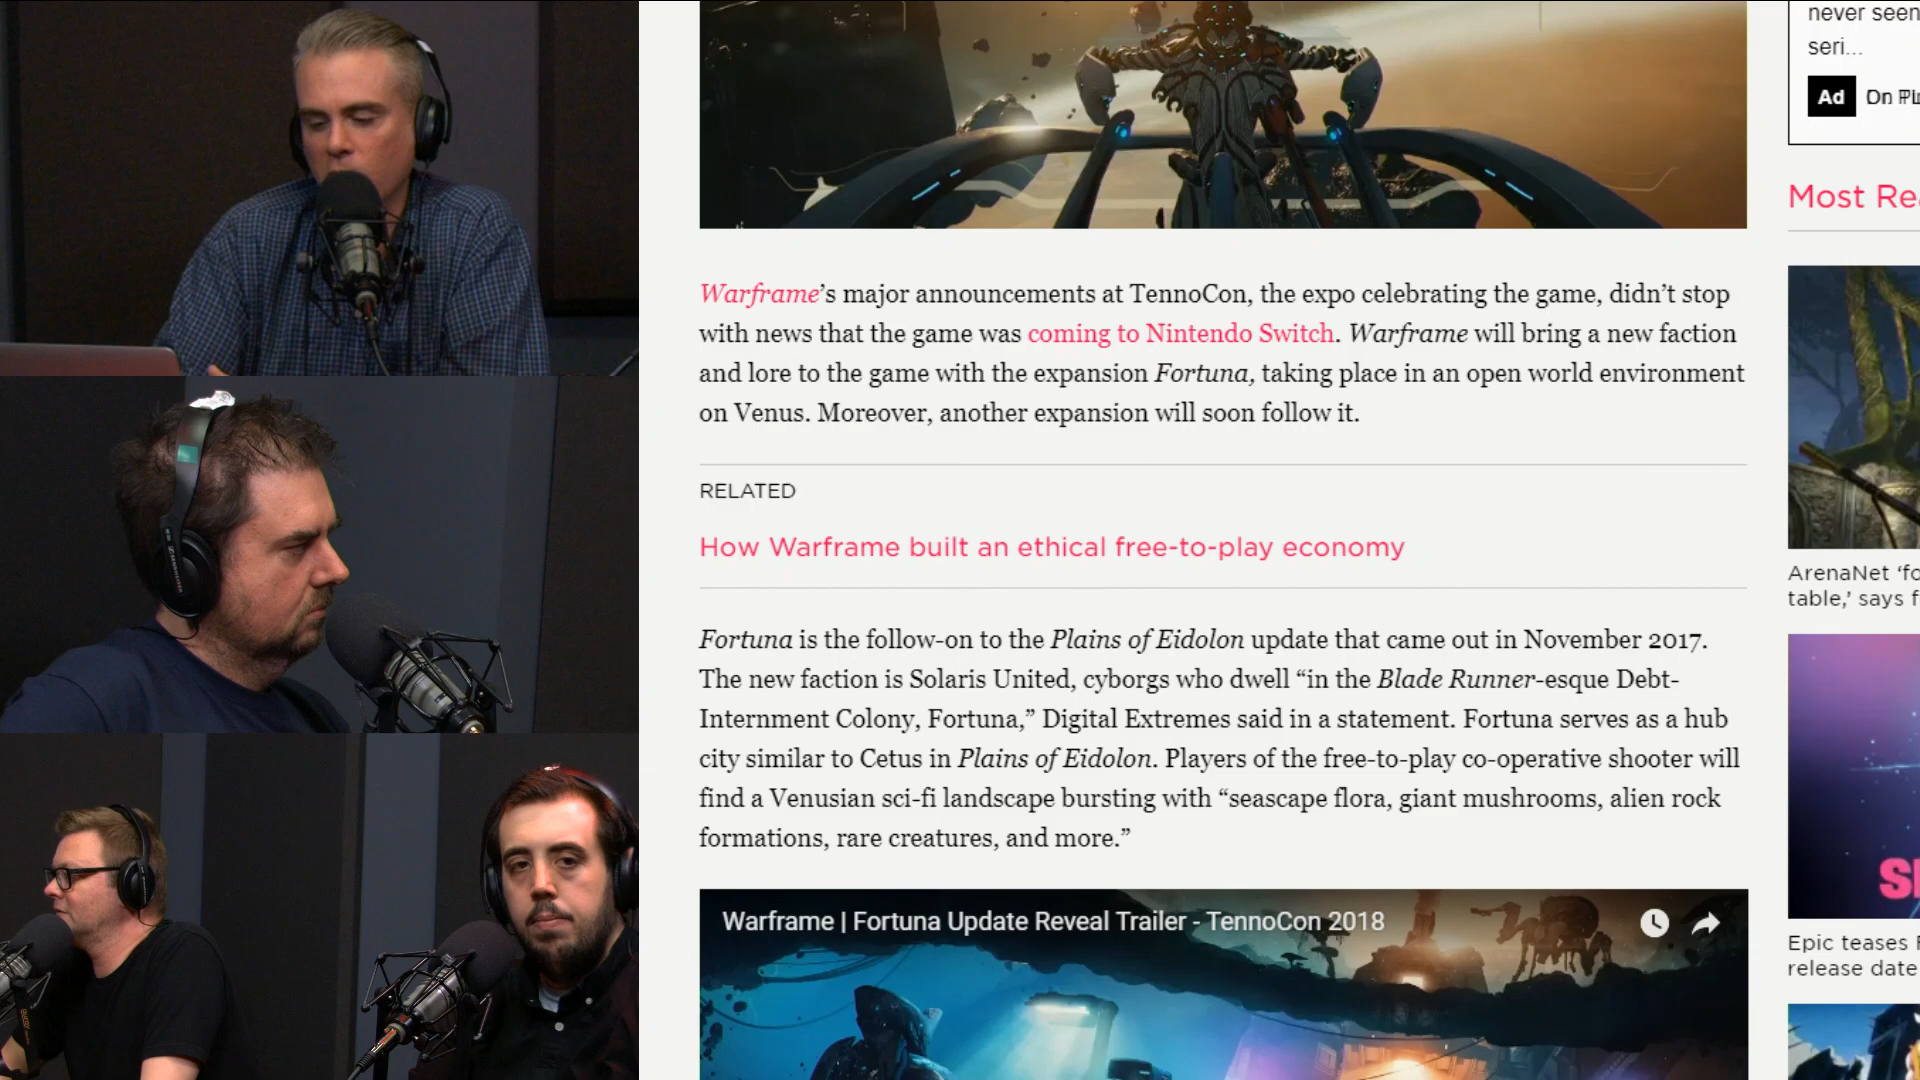 never seen
seri...
Ad On
Most Re
Warframe’s major announcements at TennoCon, the expo celebrating the game, didn’t stop
with news that the game was coming to Nintendo Switch. Warframe will bring a new faction
and lore to the game with the expansion Fortuna, taking place in an open world environment
on Venus. Moreover, another expansion will soon follow it.
RELATED
How Warframe built an ethical free-to-play economy
Fortuna is the follow-on to the Plains of Eidolon update that came out in November 2017.
The new faction is Solaris United, cyborgs who dwell “in the Blade Runner-esque Debt-
Internment Colony, Fortuna,” Digital Extremes said in a statement. Fortuna serves as a hub
city similar to Cetus in Plains of Eidolon. Players of the free-to-play co-operative shooter will
find a Venusian sci-fi landscape bursting with “seascape flora, giant mushrooms, alien rock
formations, rare creatures, and more.”
Warframe | Fortuna Update Reveal Trailer - TennoCon 2018
ArenaNet ‘fo
table,’ says f
Epic teases F
release date